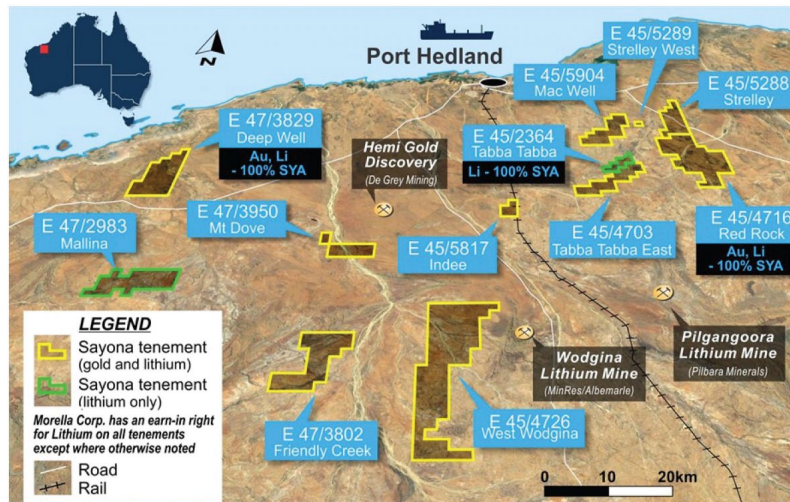 N
Port Hedland
E 45/5289
Strelley West
E 45/5904
Mac Well
E 45/5288
Strelley
E 47/3829
Deep Well
Au, Li
- 100% SYA
Hemi Gold
Discovery
(De Grey Mining)
E 45/2364
Tabba Tabba
Li - 100% SYA
E 47/2983
Mallina
E 47/3950
Mt Dove
E 45/5817
Indee
E 45/4703
Tabba Tabba East
E 45/4716
Red Rock
Au, Li
- 100% SYA
LEGEND
Sayona tenement
(gold and lithium)
Sayona tenement
(lithium only)
Morella Corp. has an earn-in right
for Lithium on all tenements
except where otherwise noted
Road
Rail
Wodgina
Lithium Mine
(MinRes/Albemarle)
Pilgangoora
Lithium Mine
(Pilbara Minerals)
E 47/3802
Friendly Creek
E 45/4726
West Wodgina
0 10 20km